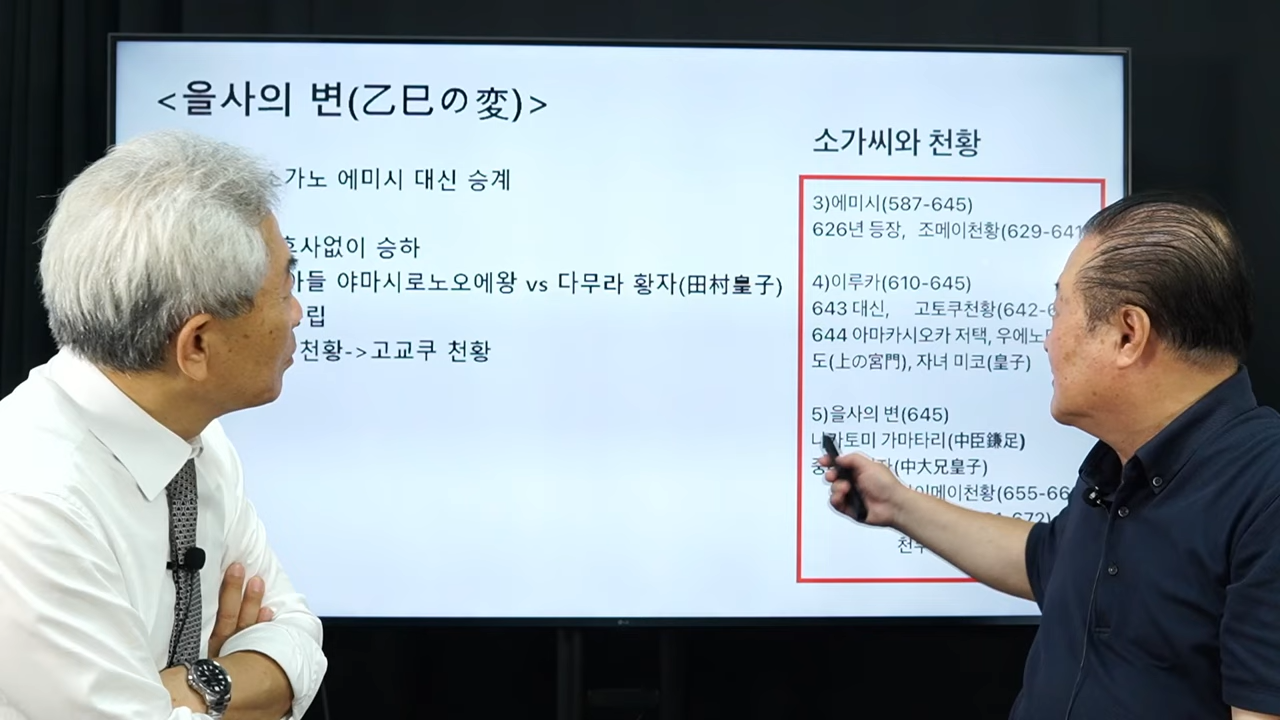 <을사의 변(乙巳の変)>
가노 에미시 대신 승계
후사없이 승하
아들 야마시로노오에왕 vs 다무라 황자(田村皇子)
립
천황->고교쿠 천황
소가씨와 천황
3)에미시(587-645)
626년 등장, 조메이천황(629-641
4)이루카(610-645)
643 대신, 고토쿠천황(642-6
644 아마카시오카 저택, 우에노
도(上の宮門), 자녀 미코(皇子)
5)을사의 변(645)
나카토미 가마타리(中臣鎌足)
(中大兄皇子)
이메이천황(655-66
-672)
LG